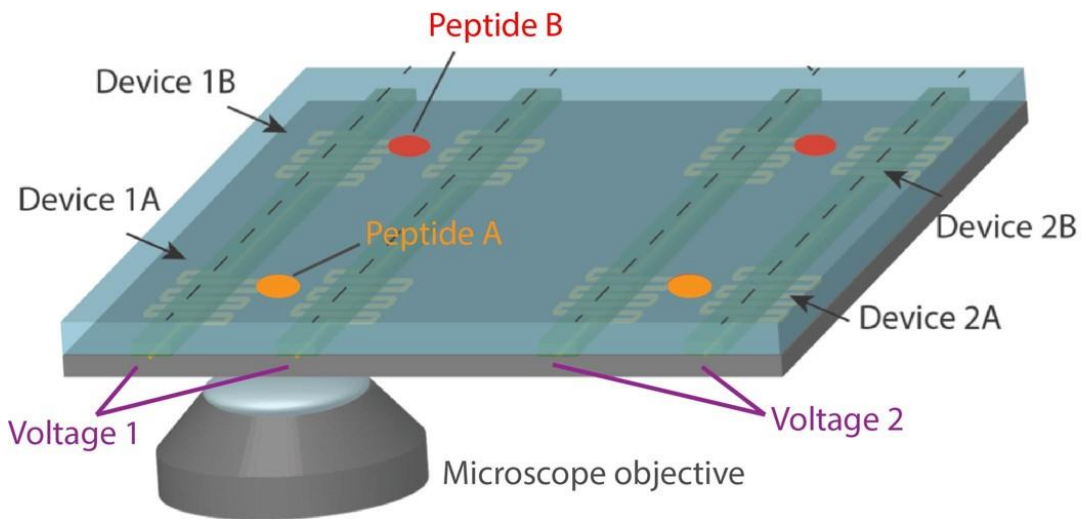 Peptide B
Device 1B
Device 1A
Peptide A
Device 2B
Device 2A
Voltage 1
Voltage 2
Microscope objective